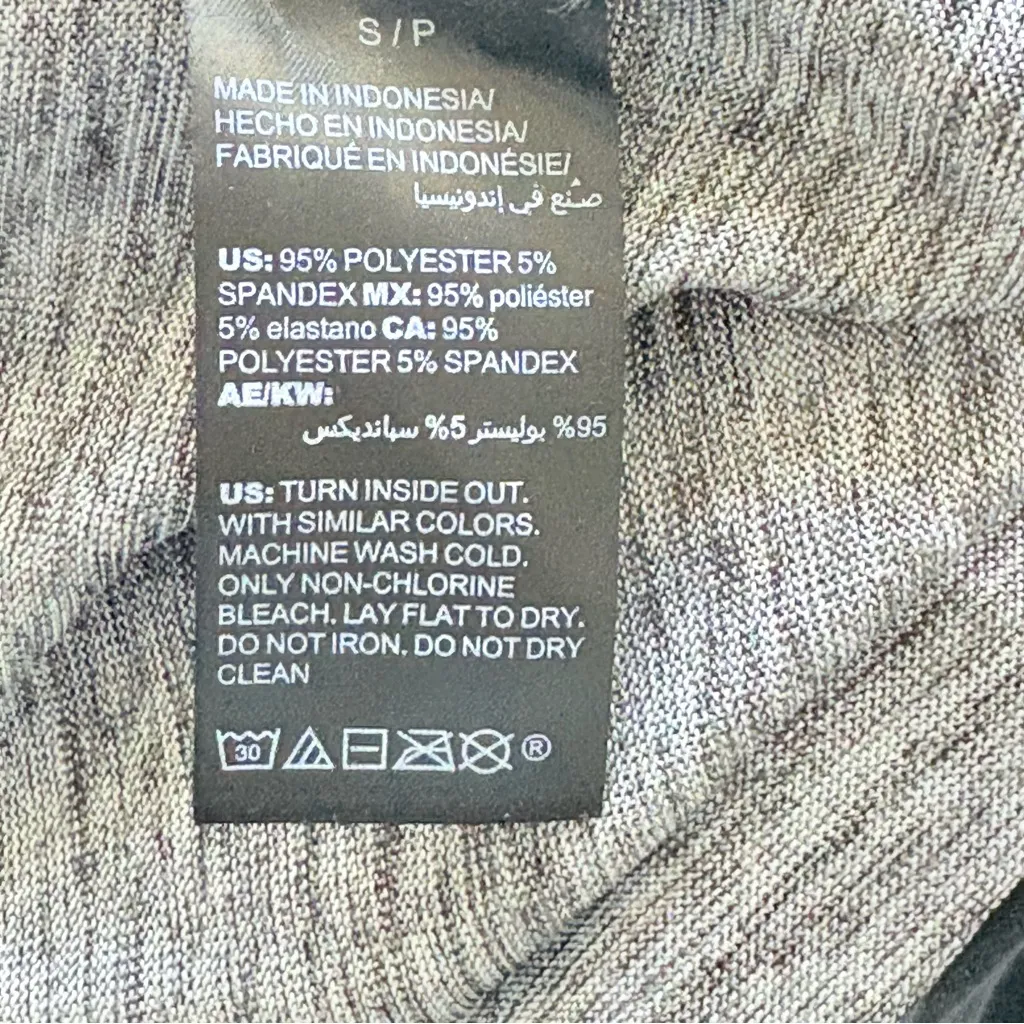 S / P
MADE IN INDONESIA/
HECHO EN INDONESIA/
FABRIQUÉ EN INDONÉSIE/
صُنع في إندونيسيا
US: 95% POLYESTER 5%
SPANDEX MX: 95% poliéster
5% elastano CA: 95%
POLYESTER 5% SPANDEX
AE/KW:
95% بوليستر 5% سباندیکس
US: TURN INSIDE OUT.
WITH SIMILAR COLORS.
MACHINE WASH COLD.
ONLY NON-CHLORINE
BLEACH. LAY FLAT TO DRY.
DO NOT IRON. DO NOT DRY
CLEAN
30 ®